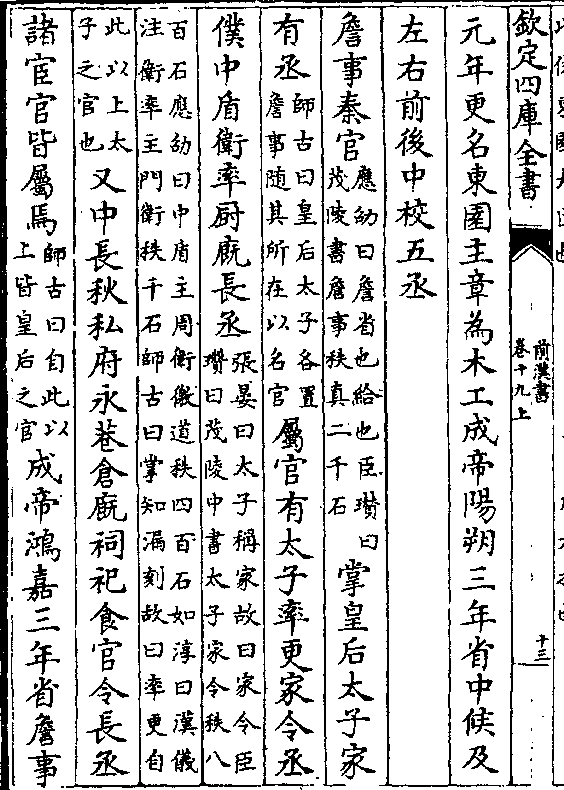 欽定四庫全書
前漢書
卷十九上
十三
元年更名東園主章為木工成帝陽朔三年省中候及
左右前後中校五丞
詹事秦官應劭曰詹省也給也臣瓚曰茂陵書詹事秩真二千石掌皇后太子家
有丞師古曰皇后太子各置詹事隨其所在以名官屬官有太子率更家令丞
僕中盾衛率厨廐長丞張晏曰太子稱家故曰家令臣瓚曰茂陵中書太子家令秩八
百石應劭曰中盾主周衛徼道秩四百石如淳曰漢儀注衛率主門衛秩千石師古曰掌知漏刻故曰率更自
此以上太子之官也又中長秋私府永巷倉廐祠祀食官令長丞
諸宦官皆屬焉師古曰自此以上皆皇后之官成帝鴻嘉三年省詹事